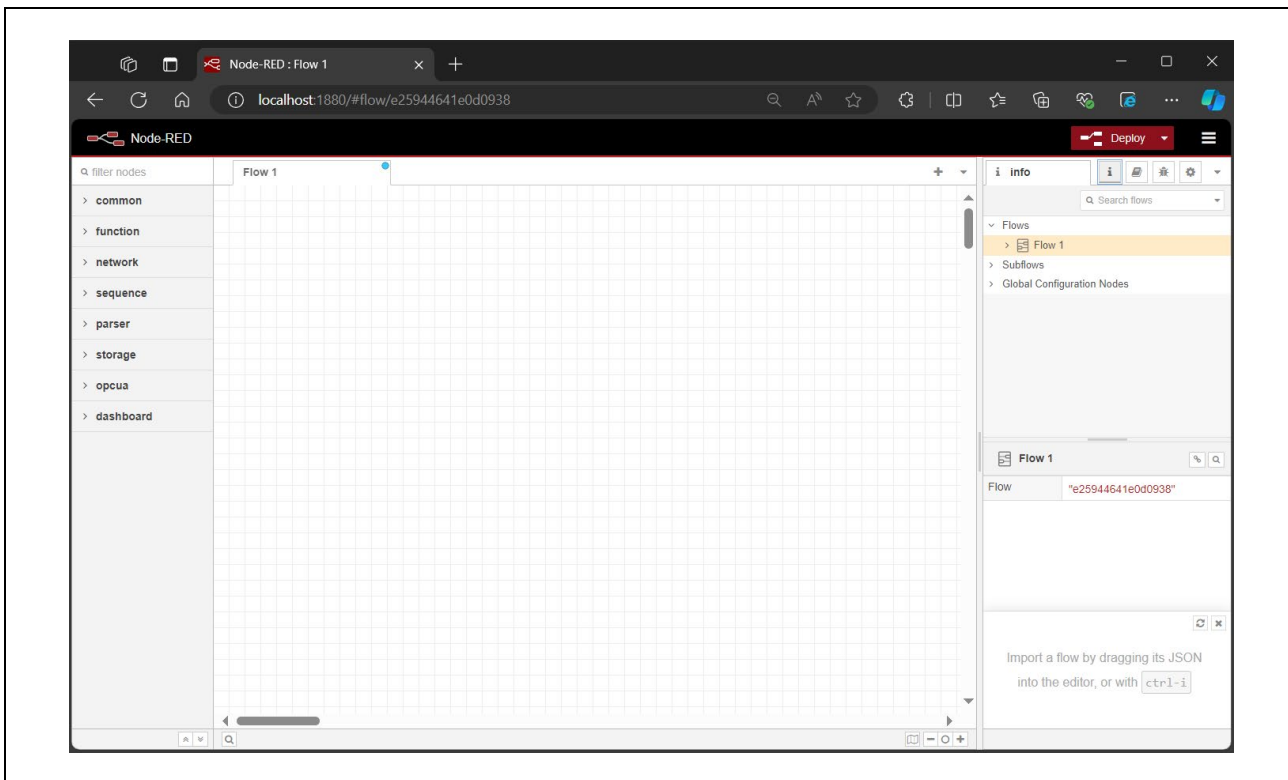 Node-RED : Flow 1
localhost:1880/#flow/e25944641e0d0938
Node-RED
Deploy
filter nodes
Flow 1
i info
common
function
network
sequence
parser
storage
opcua
dashboard
Search flows
Flows
Flow 1
Subflows
Global Configuration Nodes
Flow 1
Flow "e25944641e0d0938"
Import a flow by dragging its JSON
into the editor, or with ctrl-i